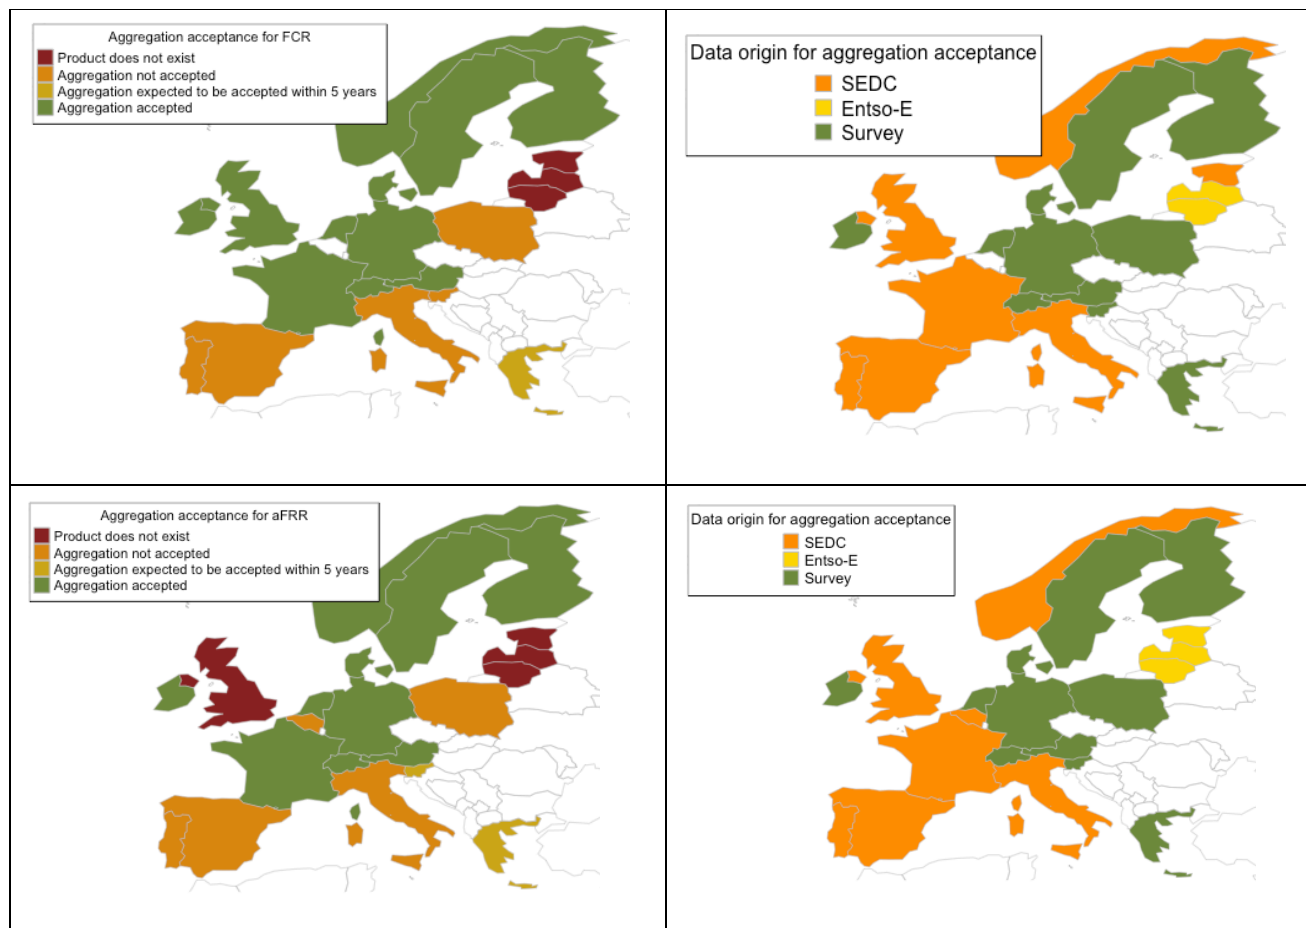 Aggregation acceptance for FCR
Product does not exist
Aggregation not accepted
Aggregation expected to be accepted within 5 years
Aggregation accepted
Data origin for aggregation acceptance
SEDC
Entso-E
Survey
Aggregation acceptance for aFRR
Product does not exist
Aggregation not accepted
Aggregation expected to be accepted within 5 years
Aggregation accepted
Data origin for aggregation acceptance
SEDC
Entso-E
Survey